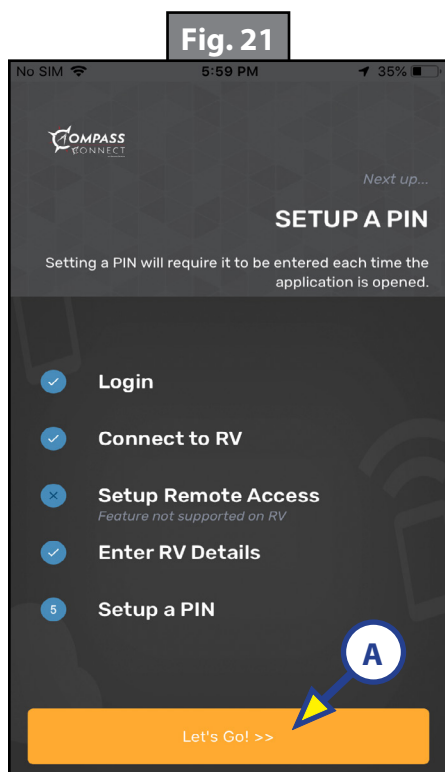 Fig. 21
No SIM 5:59 PM 35%
COMPASS
CONNECT
Next up...
SETUP A PIN
Setting a PIN will require it to be entered each time the
application is opened.
Login
Connect to RV
Setup Remote Access
Feature not supported on RV
Enter RV Details
5 Setup a PIN
A
Let's Go! >>